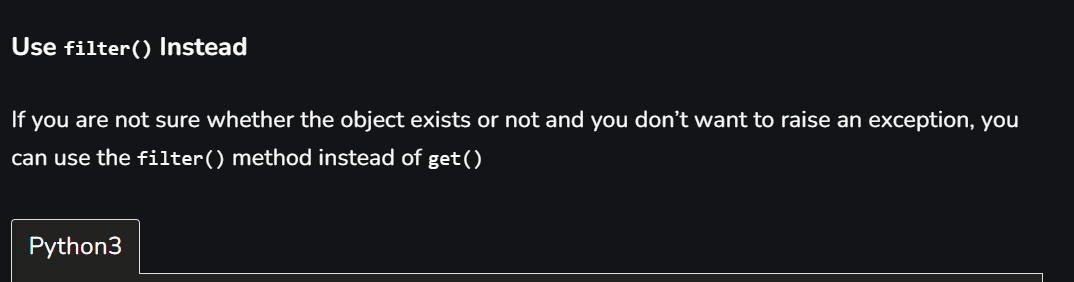 Use filter() Instead
If you are not sure whether the object exists or not and you don’t want to raise an exception, you
can use the filter() method instead of get()
Python3